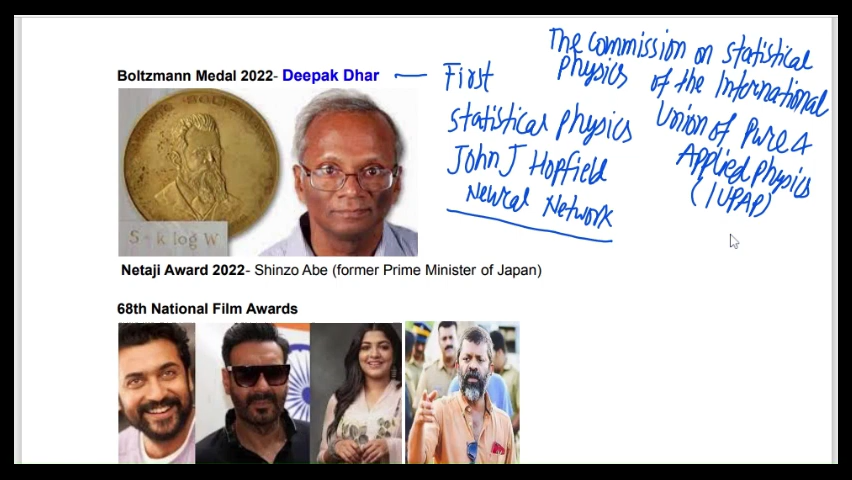 Boltzmann Medal 2022- Deepak Dhar
First
Statistical physics
John J Hopfield
Neural Network
The Commission on statistical
physics of the International
Union of Pure &
Applied Physics
(IUPAP)
S = k log W
Netaji Award 2022- Shinzo Abe (former Prime Minister of Japan)
68th National Film Awards